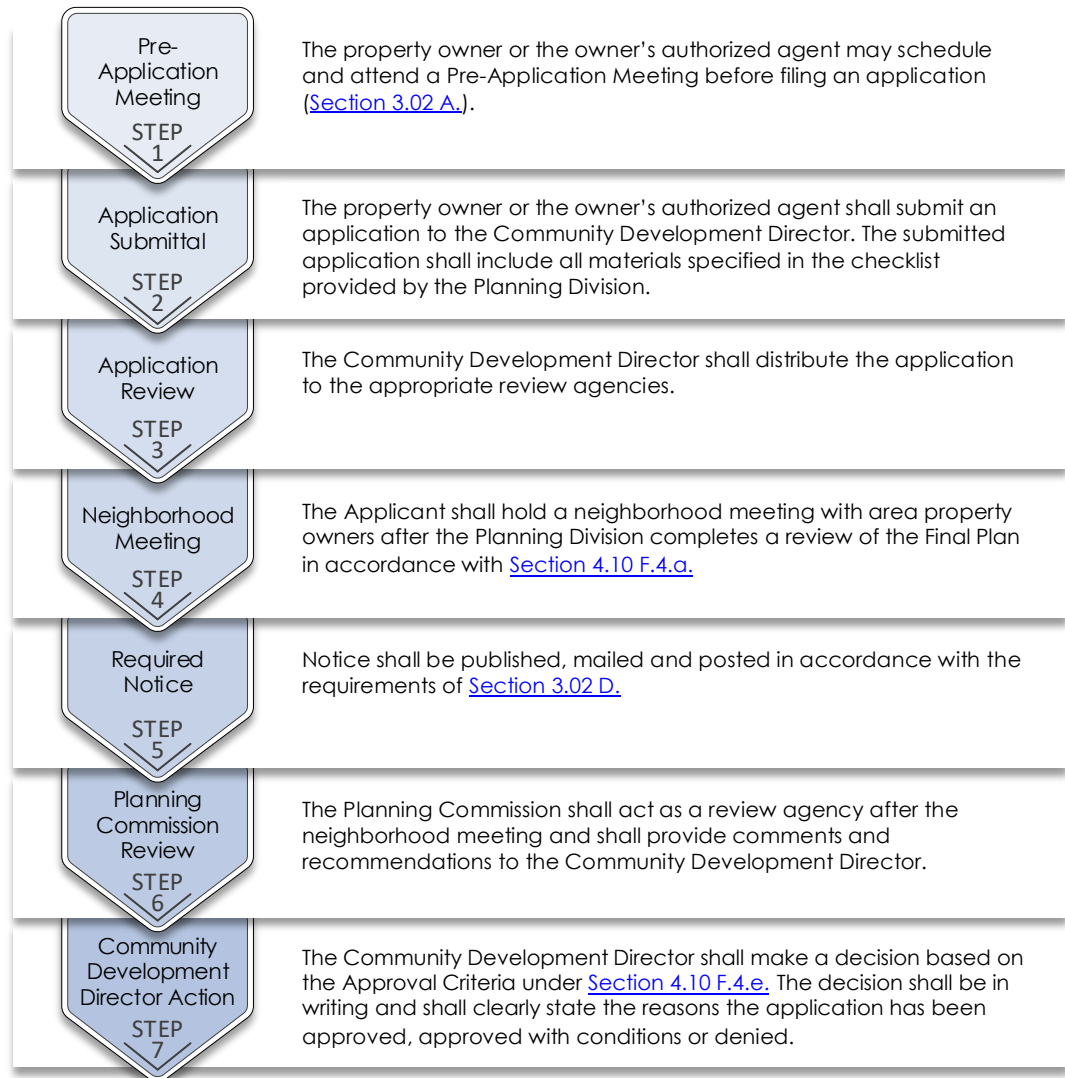 Pre-
Application
Meeting
STEP
1
The property owner or the owner’s authorized agent may schedule
and attend a Pre-Application Meeting before filing an application
(Section 3.02 A.).
Application
Submittal
STEP
2
The property owner or the owner’s authorized agent shall submit an
application to the Community Development Director. The submitted
application shall include all materials specified in the checklist
provided by the Planning Division.
Application
Review
STEP
3
The Community Development Director shall distribute the application
to the appropriate review agencies.
Neighborhood
Meeting
STEP
4
The Applicant shall hold a neighborhood meeting with area property
owners after the Planning Division completes a review of the Final Plan
in accordance with Section 4.10 F.4.a.
Required
Notice
STEP
5
Notice shall be published, mailed and posted in accordance with the
requirements of Section 3.02 D.
Planning
Commission
Review
STEP
6
The Planning Commission shall act as a review agency after the
neighborhood meeting and shall provide comments and
recommendations to the Community Development Director.
Community
Development
Director Action
STEP
7
The Community Development Director shall make a decision based on
the Approval Criteria under Section 4.10 F.4.e. The decision shall be in
writing and shall clearly state the reasons the application has been
approved, approved with conditions or denied.